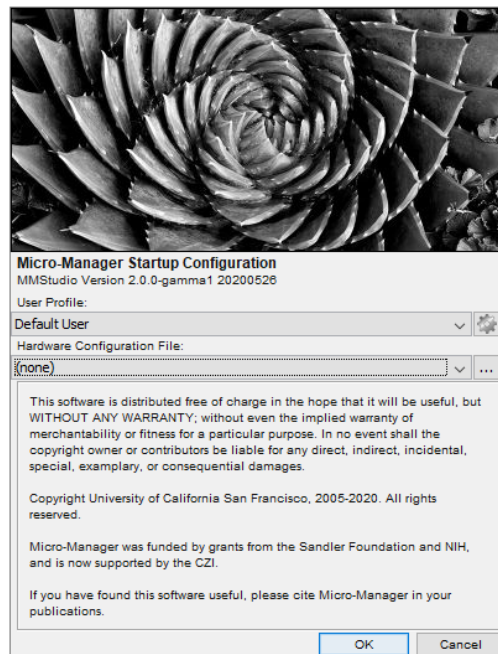 Micro-Manager Startup Configuration
MMStudio Version 2.0.0-gamma1 20200526
User Profile:
Default User
Hardware Configuration File:
(none)
...
This software is distributed free of charge in the hope that it will be useful, but
WITHOUT ANY WARRANTY; without even the implied warranty of
merchantability or fitness for a particular purpose. In no event shall the
copyright owner or contributors be liable for any direct, indirect, incidental,
special, examplary, or consequential damages.
Copyright University of California San Francisco, 2005-2020. All rights
reserved.
Micro-Manager was funded by grants from the Sandler Foundation and NIH,
and is now supported by the CZI.
If you have found this software useful, please cite Micro-Manager in your
publications.
OK Cancel